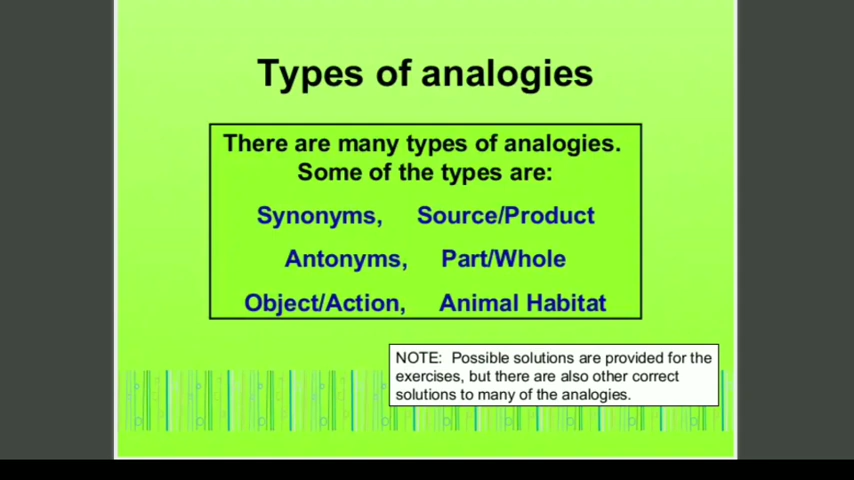 Types of analogies
There are many types of analogies.
Some of the types are:
Synonyms, Source/Product
Antonyms, Part/Whole
Object/Action, Animal Habitat
NOTE: Possible solutions are provided for the
exercises, but there are also other correct
solutions to many of the analogies.